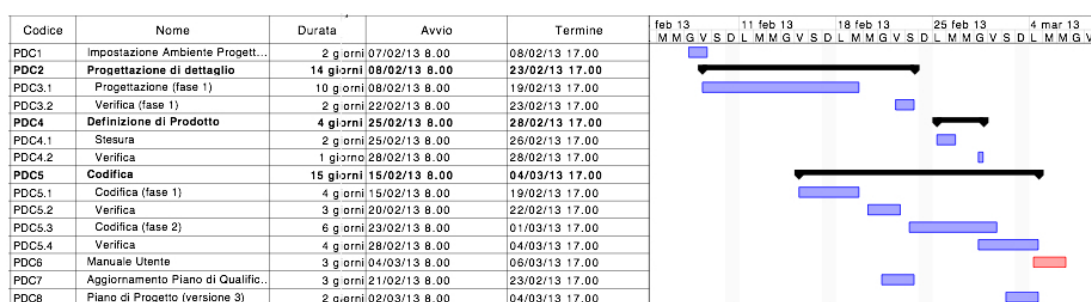 Codice Nome Durata Avvio Termine feb 13 11 feb 13 18 feb 13 25 feb 13 4 mar 13
M M G V S D L M M G V S D L M M G V S D L M M G V S D L M M G V
PDC1 Impostazione Ambiente Progett... 2 giorni 07/02/13 8.00 08/02/13 17.00
PDC2 Progettazione di dettaglio 14 giorni 08/02/13 8.00 23/02/13 17.00
PDC3.1 Progettazione (fase 1) 10 giorni 08/02/13 8.00 19/02/13 17.00
PDC3.2 Verifica (fase 1) 2 giorni 22/02/13 8.00 23/02/13 17.00
PDC4 Definizione di Prodotto 4 giorni 25/02/13 8.00 28/02/13 17.00
PDC4.1 Stesura 2 giorni 25/02/13 8.00 26/02/13 17.00
PDC4.2 Verifica 1 giorno 28/02/13 8.00 28/02/13 17.00
PDC5 Codifica 15 giorni 15/02/13 8.00 04/03/13 17.00
PDC5.1 Codifica (fase 1) 4 giorni 15/02/13 8.00 19/02/13 17.00
PDC5.2 Verifica 3 giorni 20/02/13 8.00 22/02/13 17.00
PDC5.3 Codifica (fase 2) 6 giorni 23/02/13 8.00 01/03/13 17.00
PDC5.4 Verifica 4 giorni 28/02/13 8.00 04/03/13 17.00
PDC6 Manuale Utente 3 giorni 04/03/13 8.00 06/03/13 17.00
PDC7 Aggiornamento Piano di Qualific... 3 giorni 21/02/13 8.00 23/02/13 17.00
PDC8 Piano di Progetto (versione 3) 2 giorni 02/03/13 8.00 04/03/13 17.00